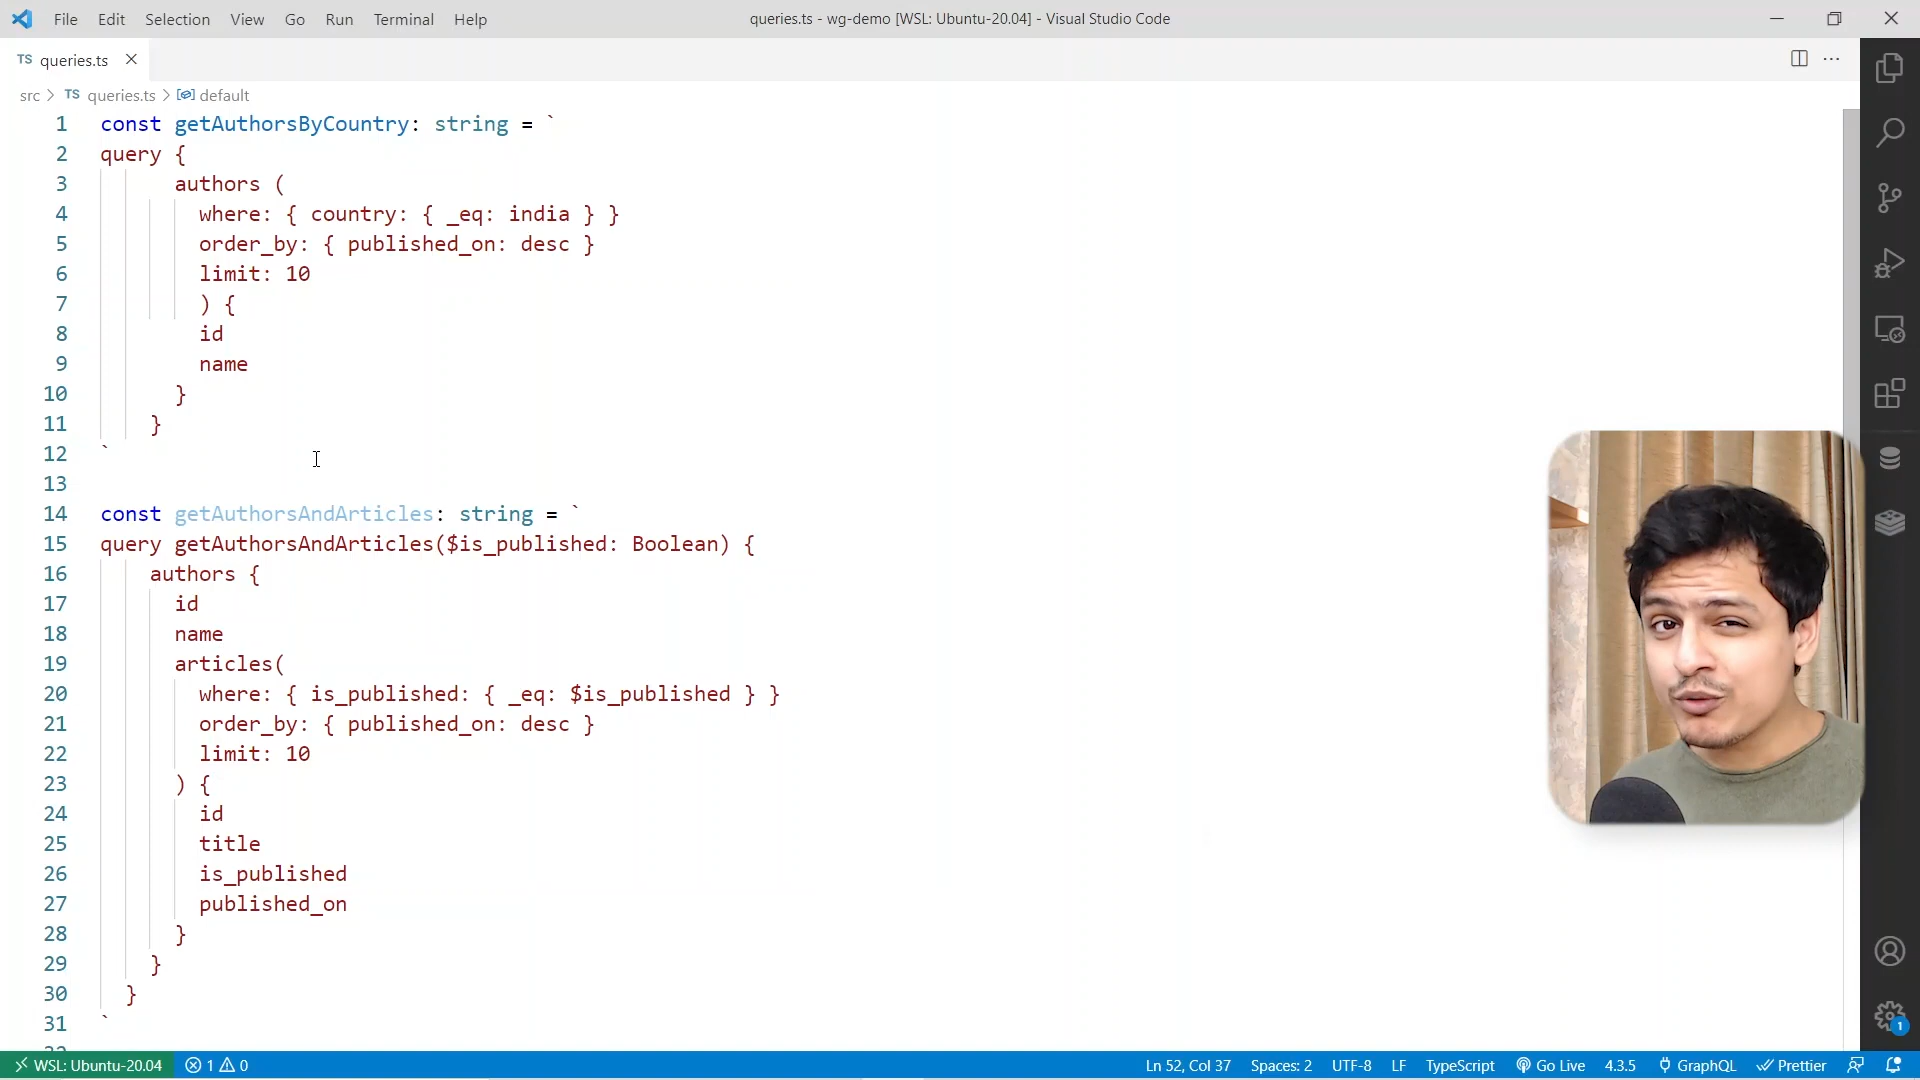 File Edit Selection View Go Run Terminal Help
queries.ts - wg-demo [WSL: Ubuntu-20.04] - Visual Studio Code
TS queries.ts
src > TS queries.ts > default
1 const getAuthorsByCountry: string = `
2 query {
3 authors (
4 where: { country: { _eq: india } }
5 order_by: { published_on: desc }
6 limit: 10
7 ) {
8 id
9 name
10 }
11 }
12 `
13
14 const getAuthorsAndArticles: string = `
15 query getAuthorsAndArticles($is_published: Boolean) {
16 authors {
17 id
18 name
19 articles(
20 where: { is_published: { _eq: $is_published } }
21 order_by: { published_on: desc }
22 limit: 10
23 ) {
24 id
25 title
26 is_published
27 published_on
28 }
29 }
30 }
31 `
1
WSL: Ubuntu-20.04 1 0 Ln 52, Col 37 Spaces: 2 UTF-8 LF TypeScript Go Live 4.3.5 GraphQL Prettier